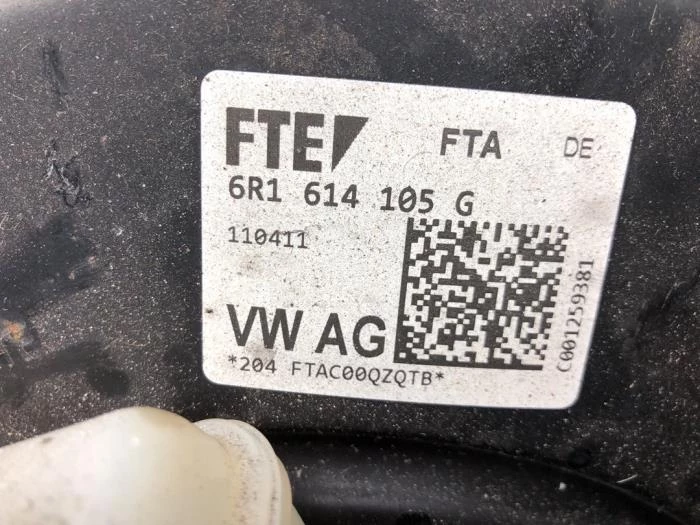 FTE FTA DE
6R1 614 105 G
110411
C001259381
VW AG
*204 FTAC00QZQTB*